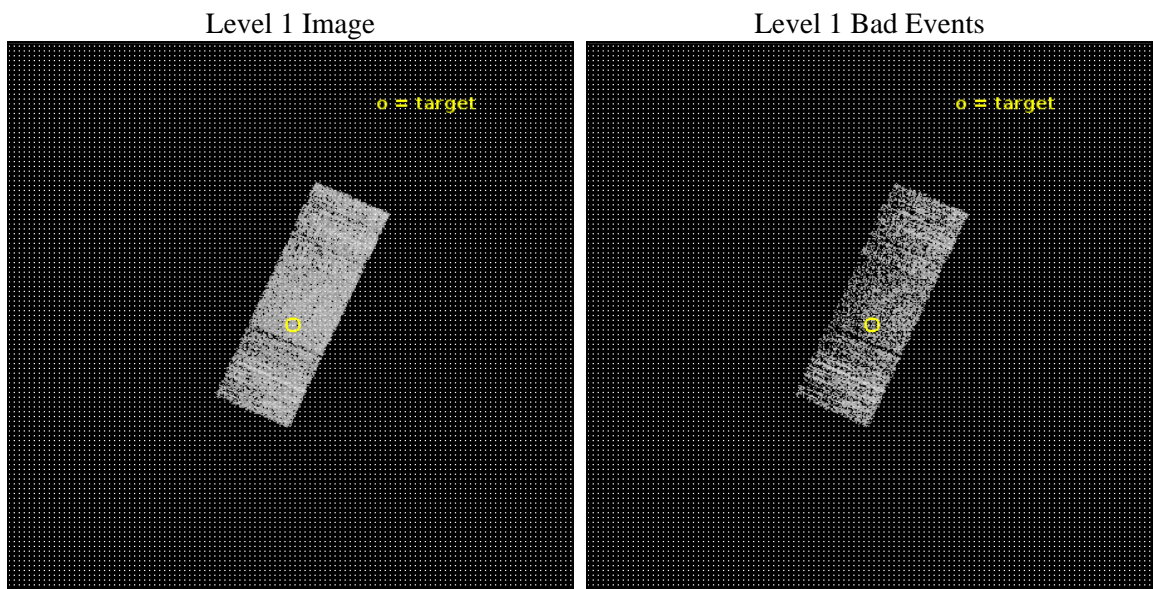 Level 1 Image
Level 1 Bad Events
o = target
o = target